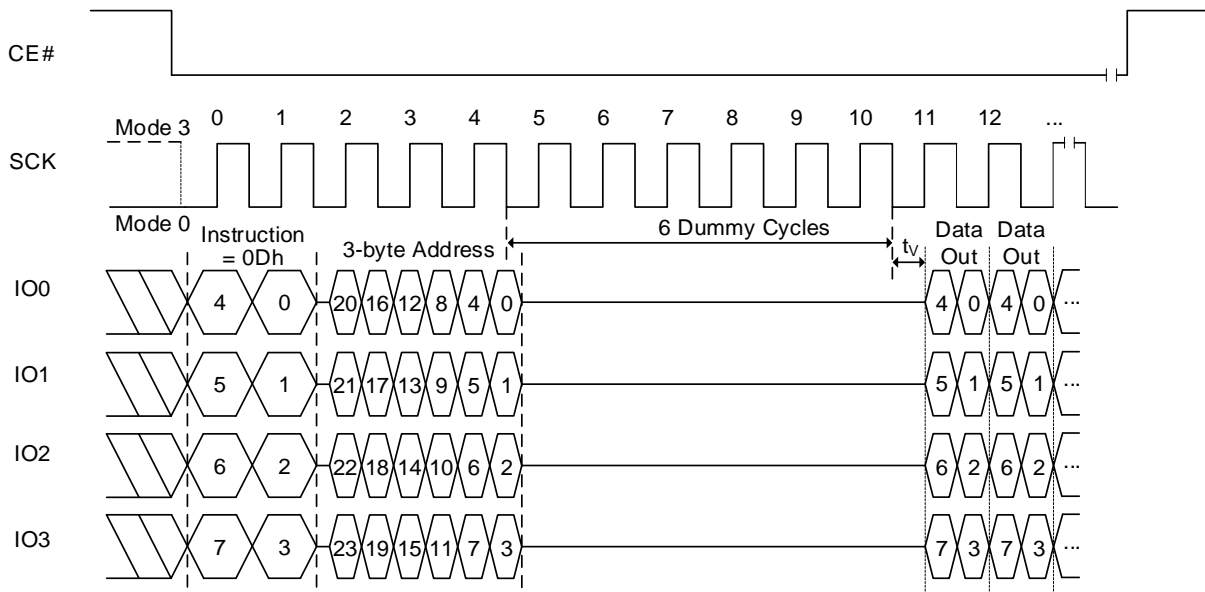 CE#
Mode 3 0 1 2 3 4 5 6 7 8 9 10 11 12 ...
SCK
Mode 0
Instruction = 0Dh
3-byte Address
6 Dummy Cycles
tV
Data Out
Data Out
IO0 4 0 20 16 12 8 4 0 4 0 4 0 ...
IO1 5 1 21 17 13 9 5 1 5 1 5 1 ...
IO2 6 2 22 18 14 10 6 2 6 2 6 2 ...
IO3 7 3 23 19 15 11 7 3 7 3 7 3 ...